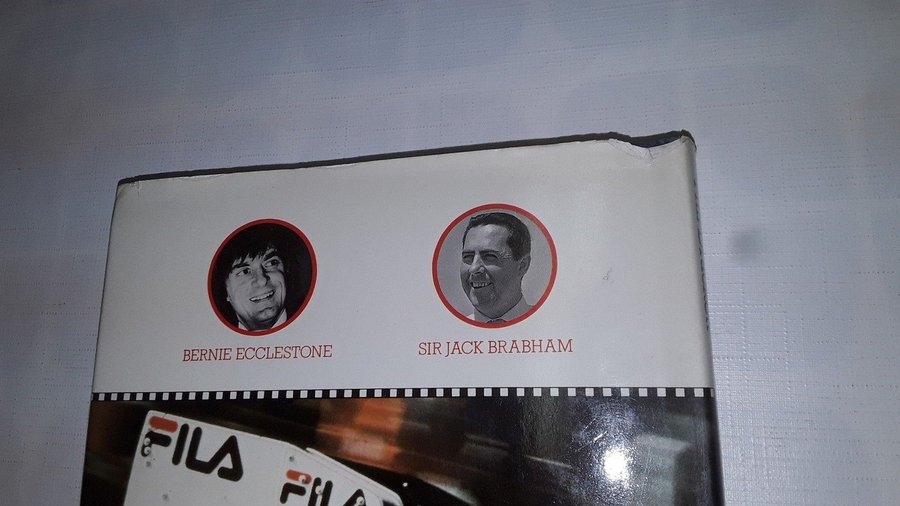 BERNIE ECCLESTONE
SIR JACK BRABHAM
FILA
FILA